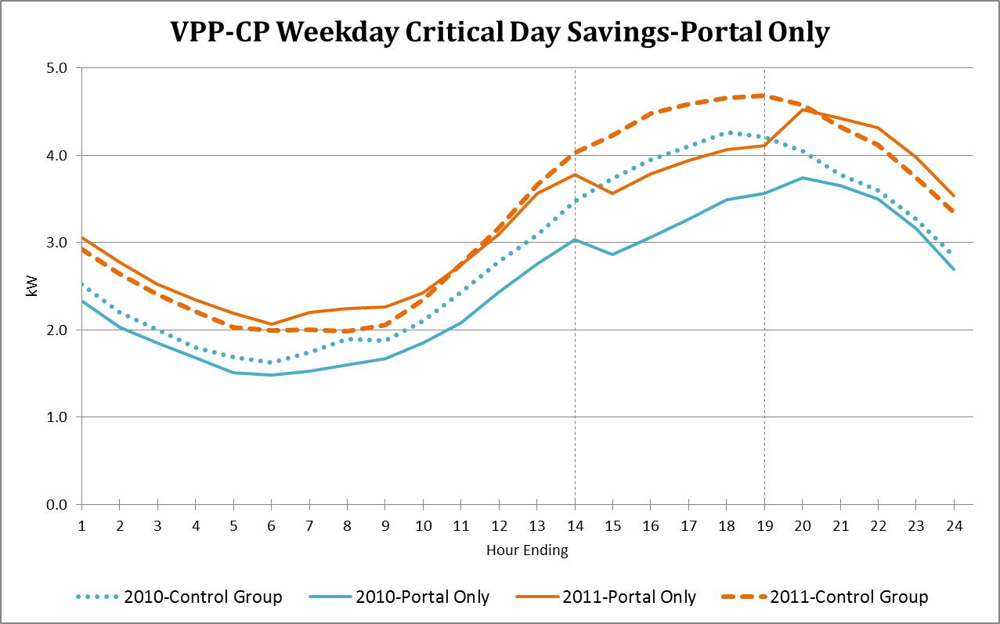 VPP-CP Weekday Critical Day Savings-Portal Only
5.0
4.0
3.0
2.0
1.0
0.0
kW
1 2 3 4 5 6 7 8 9 10 11 12 13 14 15 16 17 18 19 20 21 22 23 24
Hour Ending
2010-Control Group 2010-Portal Only 2011-Portal Only 2011-Control Group